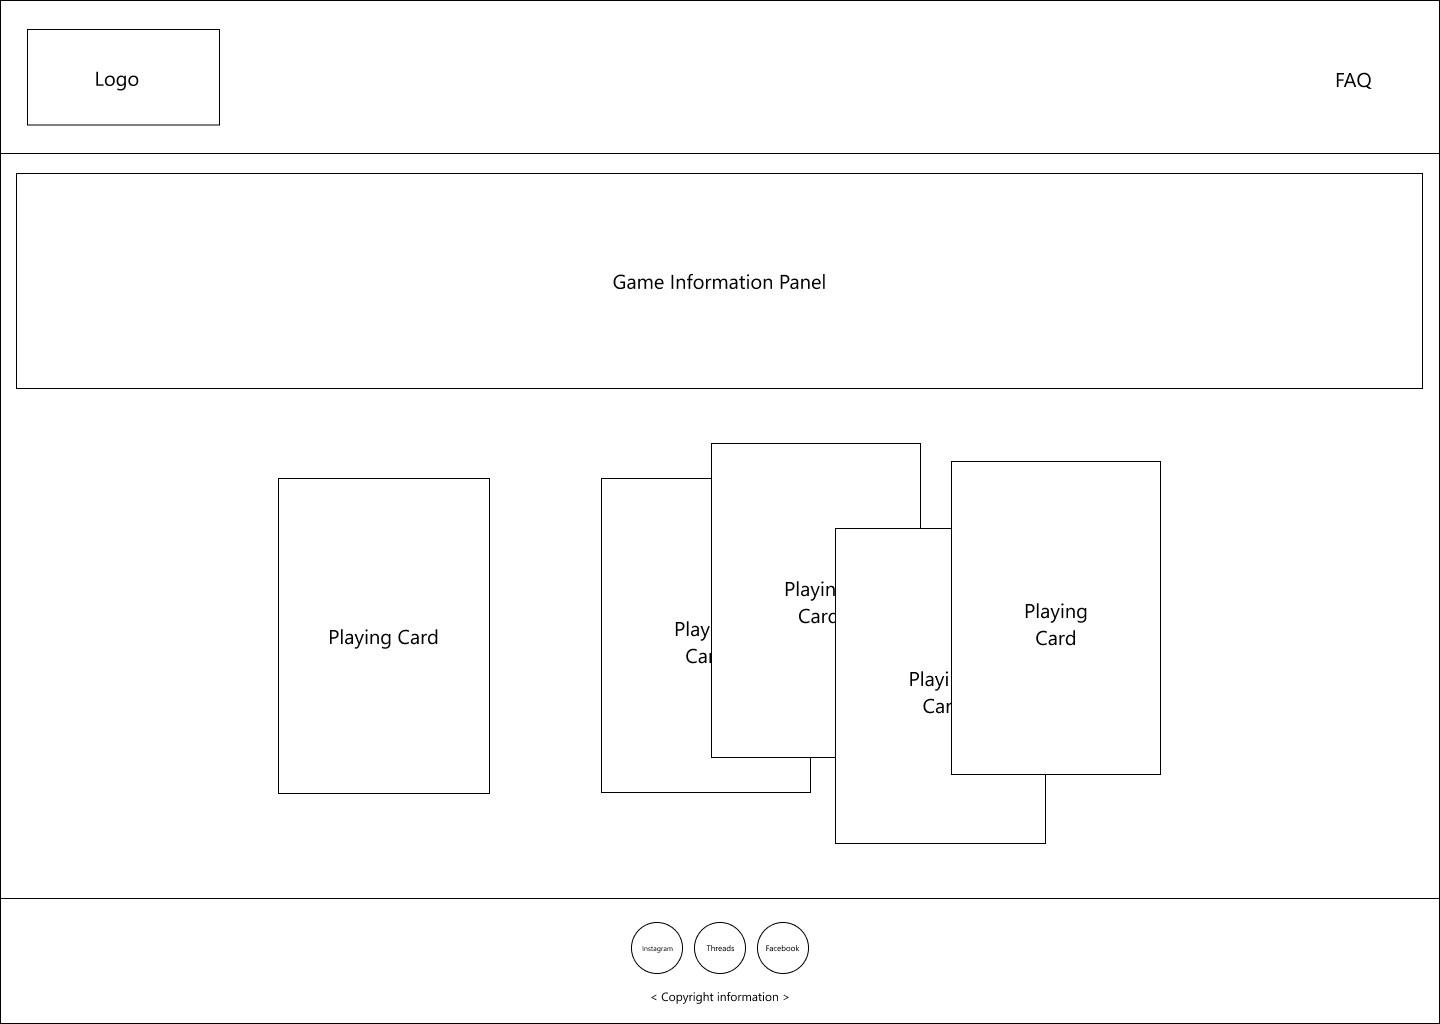 Logo
FAQ
Game Information Panel
Playing Card
Play
Car
Playin
Card
Playi
Car
Playing
Card
Instagram
Threads
Facebook
< Copyright information >